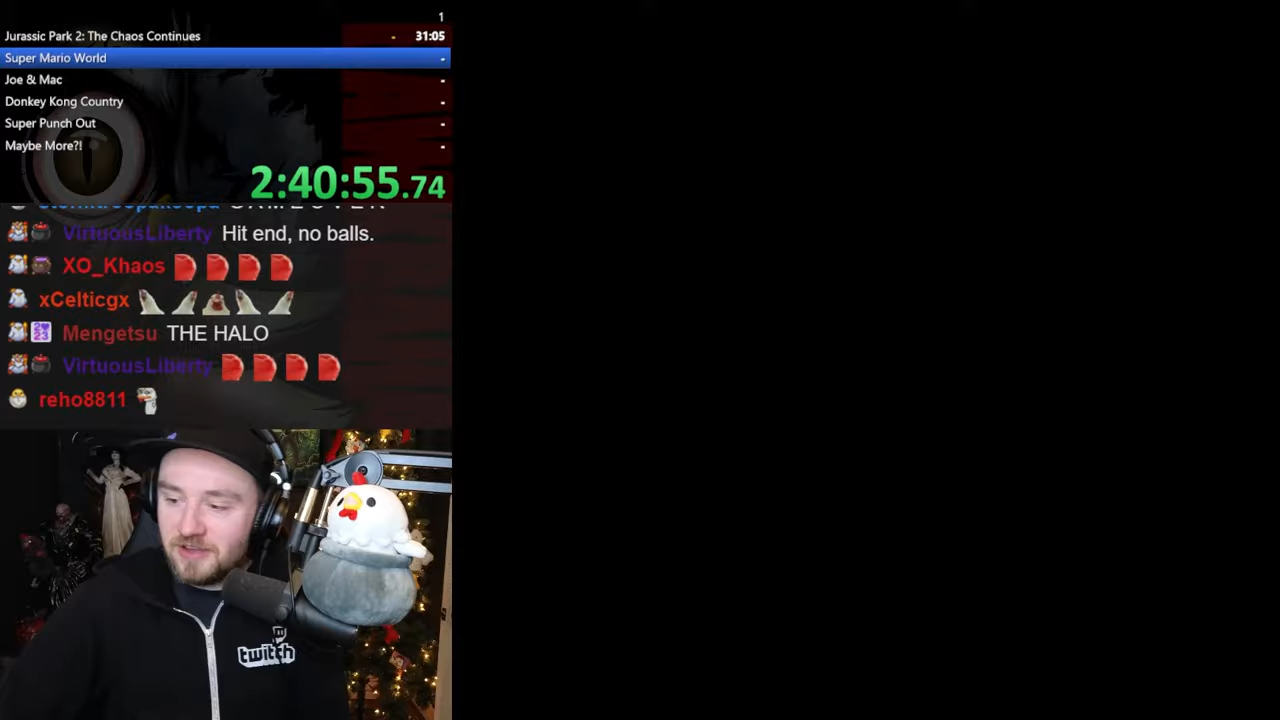 1
Jurassic Park 2: The Chaos Continues - 31:05
Super Mario World -
Joe & Mac -
Donkey Kong Country -
Super Punch Out -
Maybe More?! -
2:40:55.74
VirtuousLiberty Hit end, no balls.
XO_Khaos
xCelticgx
Mengetsu THE HALO
VirtuousLiberty
reho8811
twitch